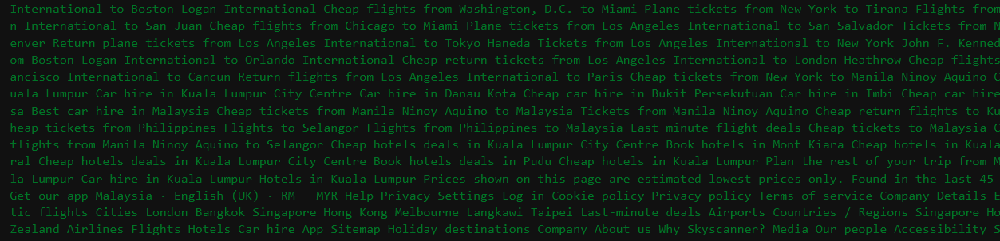 International to Boston Logan International Cheap flights from Washington, D.C. to Miami Plane tickets from New York to Tirana Flights from
n International to San Juan Cheap flights from Chicago to Miami Plane tickets from Los Angeles International to San Salvador Tickets from N
enver Return plane tickets from Los Angeles International to Tokyo Haneda Tickets from Los Angeles International to New York John F. Kenned
om Boston Logan International to Orlando International Cheap return tickets from Los Angeles International to London Heathrow Cheap flights
ancisco International to Cancun Return flights from Los Angeles International to Paris Cheap tickets from New York to Manila Ninoy Aquino C
uala Lumpur Car hire in Kuala Lumpur City Centre Car hire in Danau Kota Cheap car hire in Bukit Persekutuan Car hire in Imbi Cheap car hire
sa Best car hire in Malaysia Cheap tickets from Manila Ninoy Aquino to Malaysia Tickets from Manila Ninoy Aquino Cheap return flights to Ku
heap tickets from Philippines Flights to Selangor Flights from Philippines to Malaysia Last minute flight deals Cheap tickets to Malaysia C
flights from Manila Ninoy Aquino to Selangor Cheap hotels deals in Kuala Lumpur City Centre Book hotels in Mont Kiara Cheap hotels in Kuala
ral Cheap hotels deals in Kuala Lumpur City Centre Book hotels deals in Pudu Cheap hotels in Kuala Lumpur Plan the rest of your trip from M
la Lumpur Car hire in Kuala Lumpur Hotels in Kuala Lumpur Prices shown on this page are estimated lowest prices only. Found in the last 45
Get our app Malaysia · English (UK) · RM   MYR Help Privacy Settings Log in Cookie policy Privacy policy Terms of service Company Details E
tic flights Cities London Bangkok Singapore Hong Kong Melbourne Langkawi Taipei Last-minute deals Airports Countries / Regions Singapore Ho
Zealand Airlines Flights Hotels Car hire App Sitemap Holiday destinations Company About us Why Skyscanner? Media Our people Accessibility S